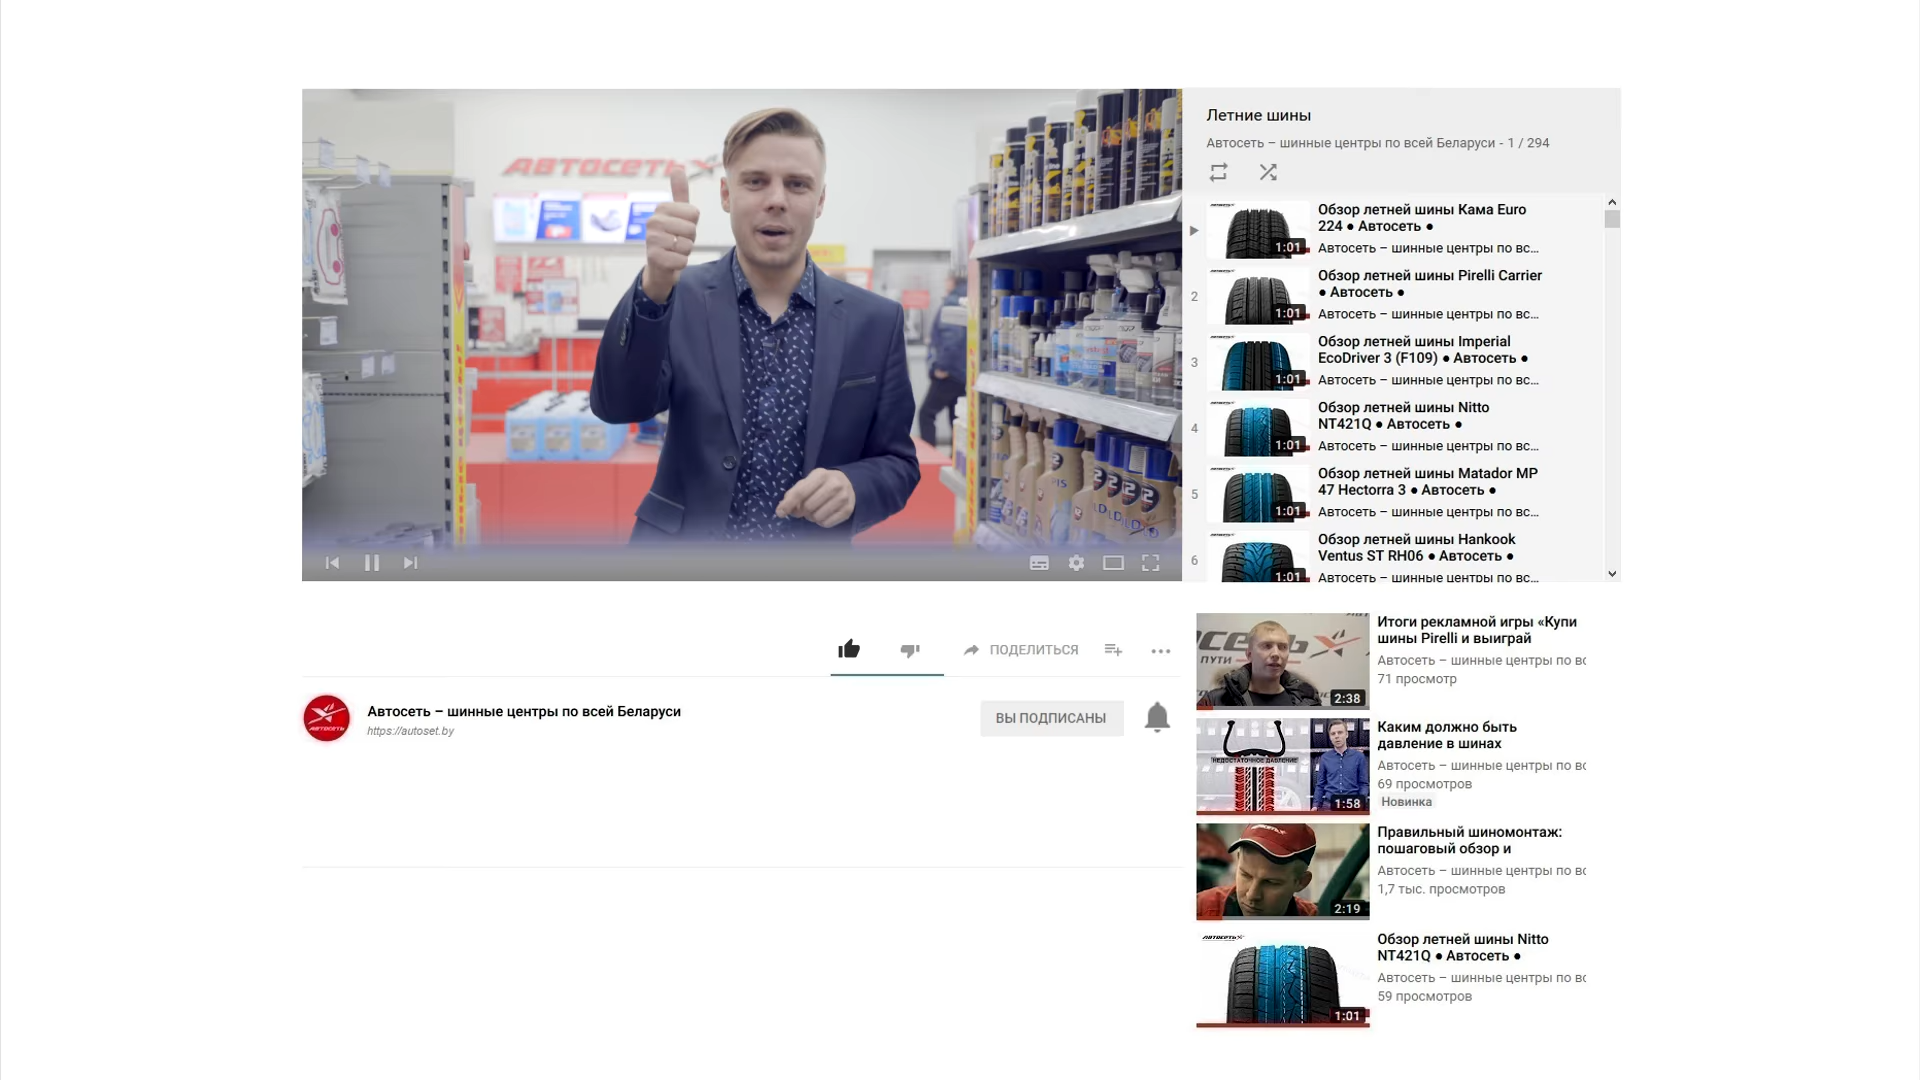 АВТОСЕТЬ
Летние шины
Автосеть – шинные центры по всей Беларуси - 1 / 294
Обзор летней шины Кама Euro
224 ● Автосеть ●
Автосеть – шинные центры по вс...
1:01
2
Обзор летней шины Pirelli Carrier
● Автосеть ●
Автосеть – шинные центры по вс...
1:01
3
Обзор летней шины Imperial
EcoDriver 3 (F109) ● Автосеть ●
Автосеть – шинные центры по вс...
1:01
4
Обзор летней шины Nitto
NT421Q ● Автосеть ●
Автосеть – шинные центры по вс...
1:01
5
Обзор летней шины Matador MP
47 Hectorra 3 ● Автосеть ●
Автосеть – шинные центры по вс...
1:01
6
Обзор летней шины Hankook
Ventus ST RH06 ● Автосеть ●
Автосеть – шинные центры по вс...
1:01
ПОДЕЛИТЬСЯ
Автосеть – шинные центры по всей Беларуси
https://autoset.by
ВЫ ПОДПИСАНЫ
АВТОСЕТЬ
ПУТИ
2:38
Итоги рекламной игры «Купи
шины Pirelli и выиграй
Автосеть – шинные центры по вс
71 просмотр
НЕДОСТАТОЧНОЕ ДАВЛЕНИЕ
1:58
Каким должно быть
давление в шинах
Автосеть – шинные центры по вс
69 просмотров
Новинка
2:19
Правильный шиномонтаж:
пошаговый обзор и
Автосеть – шинные центры по вс
1,7 тыс. просмотров
АВТОСЕТЬ
1:01
Обзор летней шины Nitto
NT421Q ● Автосеть ●
Автосеть – шинные центры по вс
59 просмотров